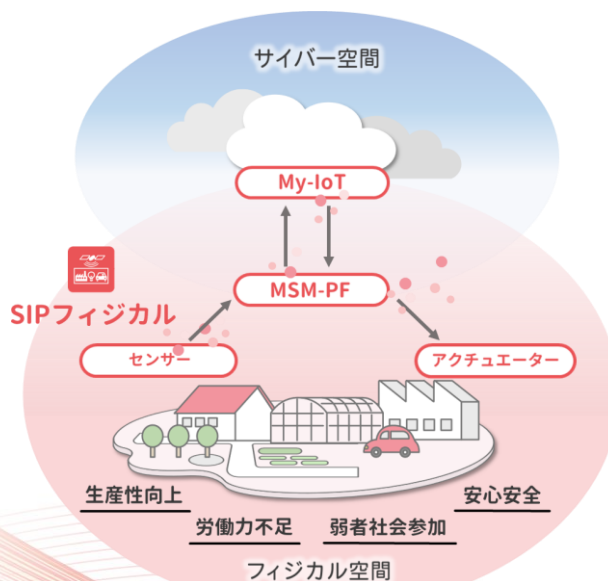 サイバー空間
My-IoT
MSM-PF
SIPフィジカル
センサー
アクチュエーター
生産性向上
安心安全
労働力不足
弱者社会参加
フィジカル空間